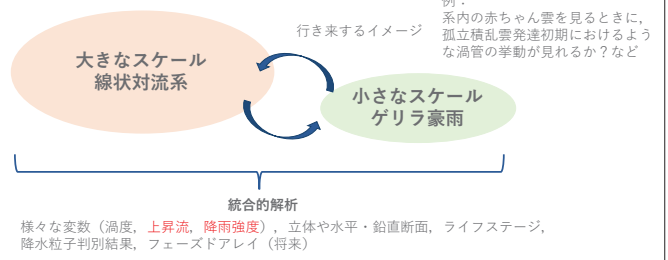 例：
系内の赤ちゃん雲を見るときに，
孤立積乱雲発達初期におけるよう
な渦管の挙動が見れるか？など
行き来するイメージ
大きなスケール
線状対流系
小さなスケール
ゲリラ豪雨
統合的解析
様々な変数（渦度，上昇流，降雨強度），立体や水平・鉛直断面，ライフステージ，
降水粒子判別結果，フェーズドアレイ（将来）